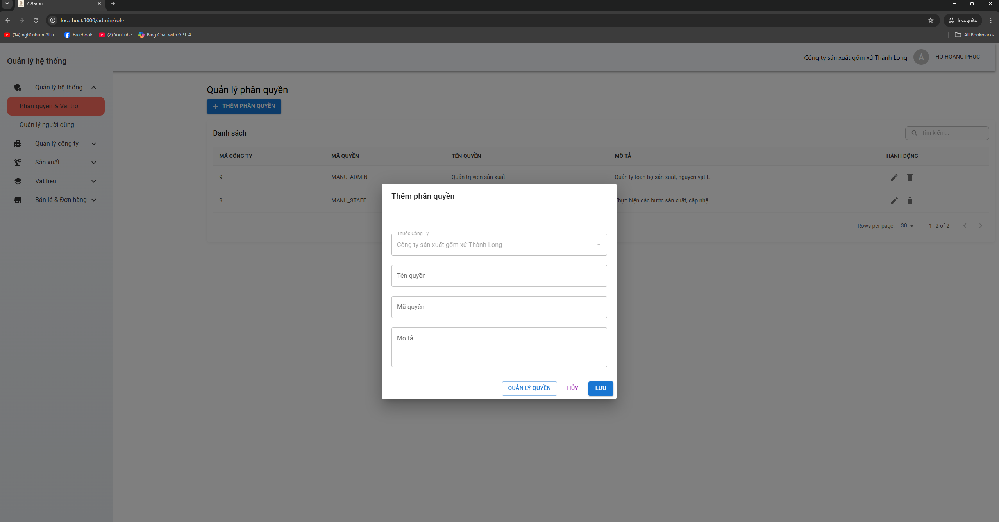 Gốm sứ
localhost:3000/admin/role
Incognito
(14) nghĩ như một n...
Facebook
(2) YouTube
Bing Chat with GPT-4
All Bookmarks
Quản lý hệ thống
Công ty sản xuất gốm xứ Thành Long
Á
HỒ HOÀNG PHÚC
Quản lý hệ thống
Phân quyền & Vai trò
Quản lý người dùng
Quản lý công ty
Sản xuất
Vật liệu
Bán lẻ & Đơn hàng
Quản lý phân quyền
THÊM PHÂN QUYỀN
Danh sách
Tìm kiếm...
MÃ CÔNG TY MÃ QUYỀN TÊN QUYỀN MÔ TẢ HÀNH ĐỘNG
9 MANU_ADMIN Quản trị viên sản xuất Quản lý toàn bộ sản xuất, nguyên vật l...
9 MANU_STAFF Thực hiện các bước sản xuất, cập nhậ...
Rows per page: 30 1–2 of 2
Thêm phân quyền
Thuộc Công Ty
Công ty sản xuất gốm xứ Thành Long
Tên quyền
Mã quyền
Mô tả
QUẢN LÝ QUYỀN HỦY LƯU